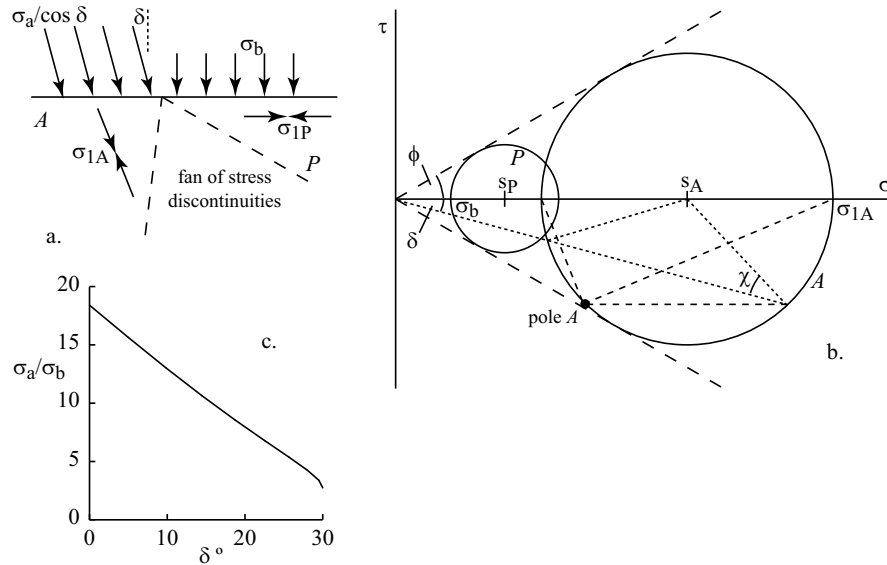 σa/cos δ
δ
σb
A
σ1A
σ1P
P
fan of stress
discontinuities
a.
τ
ϕ
δ
P
sP
σb
sA
σ
σ1A
χ
A
pole A
b.
20
15
10
5
0
σa/σb
c.
0
10
20
30
δ º